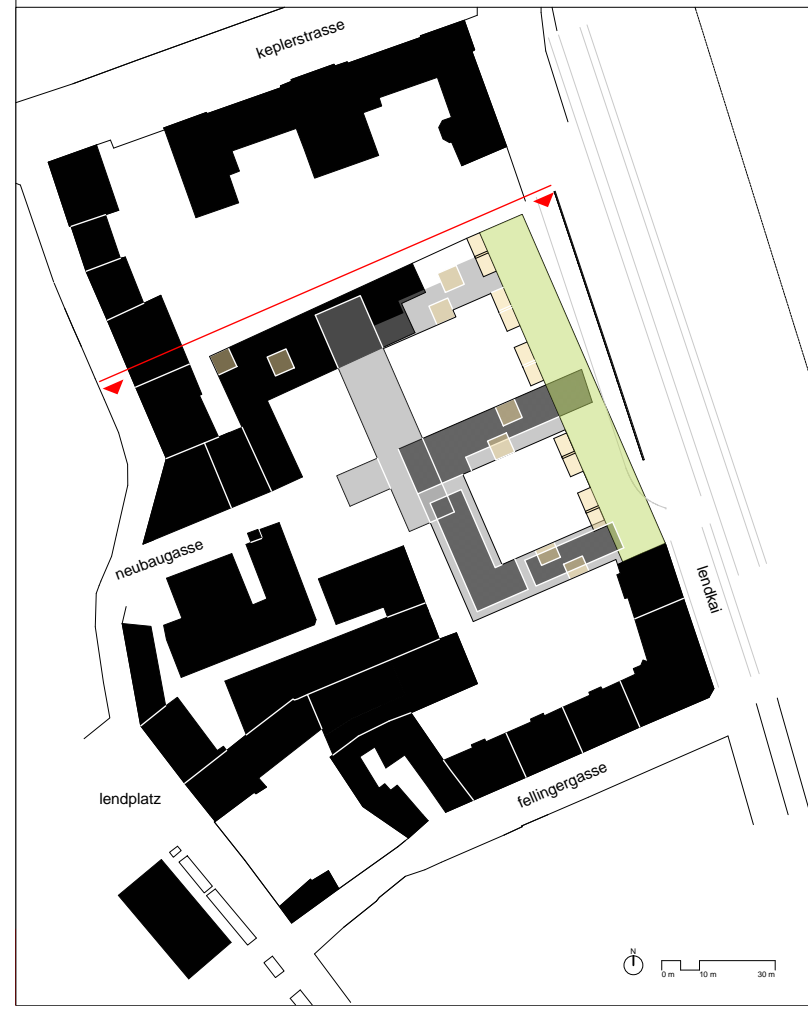 keplerstrasse
neubaugasse
lendkai
lendplatz
fellingergasse
N
0 m 10 m 30 m